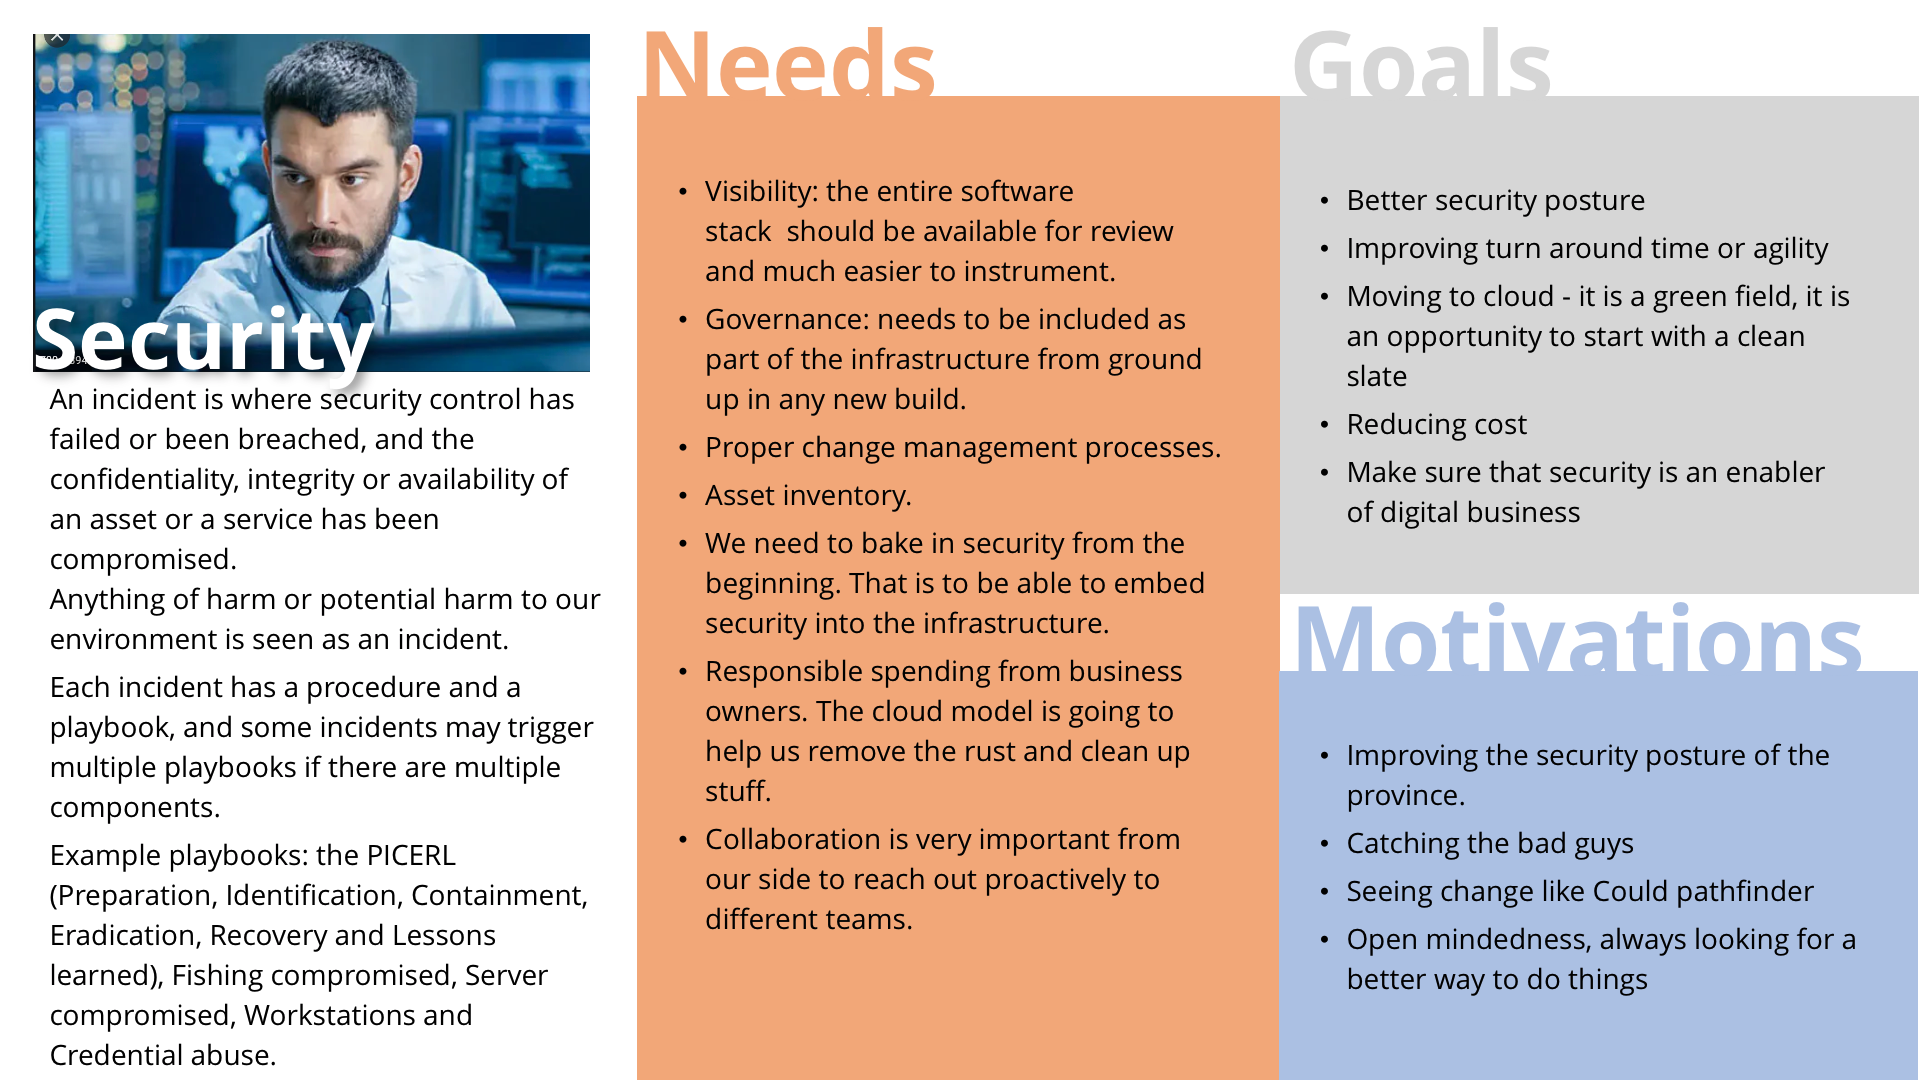 Security
An incident is where security control has
failed or been breached, and the
confidentiality, integrity or availability of
an asset or a service has been
compromised.
Anything of harm or potential harm to our
environment is seen as an incident.
Each incident has a procedure and a
playbook, and some incidents may trigger
multiple playbooks if there are multiple
components.
Example playbooks: the PICERL
(Preparation, Identification, Containment,
Eradication, Recovery and Lessons
learned), Fishing compromised, Server
compromised, Workstations and
Credential abuse.
Needs
• Visibility: the entire software
stack  should be available for review
and much easier to instrument.
• Governance: needs to be included as
part of the infrastructure from ground
up in any new build.
• Proper change management processes.
• Asset inventory.
• We need to bake in security from the
beginning. That is to be able to embed
security into the infrastructure.
• Responsible spending from business
owners. The cloud model is going to
help us remove the rust and clean up
stuff.
• Collaboration is very important from
our side to reach out proactively to
different teams.
Goals
• Better security posture
• Improving turn around time or agility
• Moving to cloud - it is a green field, it is
an opportunity to start with a clean
slate
• Reducing cost
• Make sure that security is an enabler
of digital business
Motivations
• Improving the security posture of the
province.
• Catching the bad guys
• Seeing change like Could pathfinder
• Open mindedness, always looking for a
better way to do things